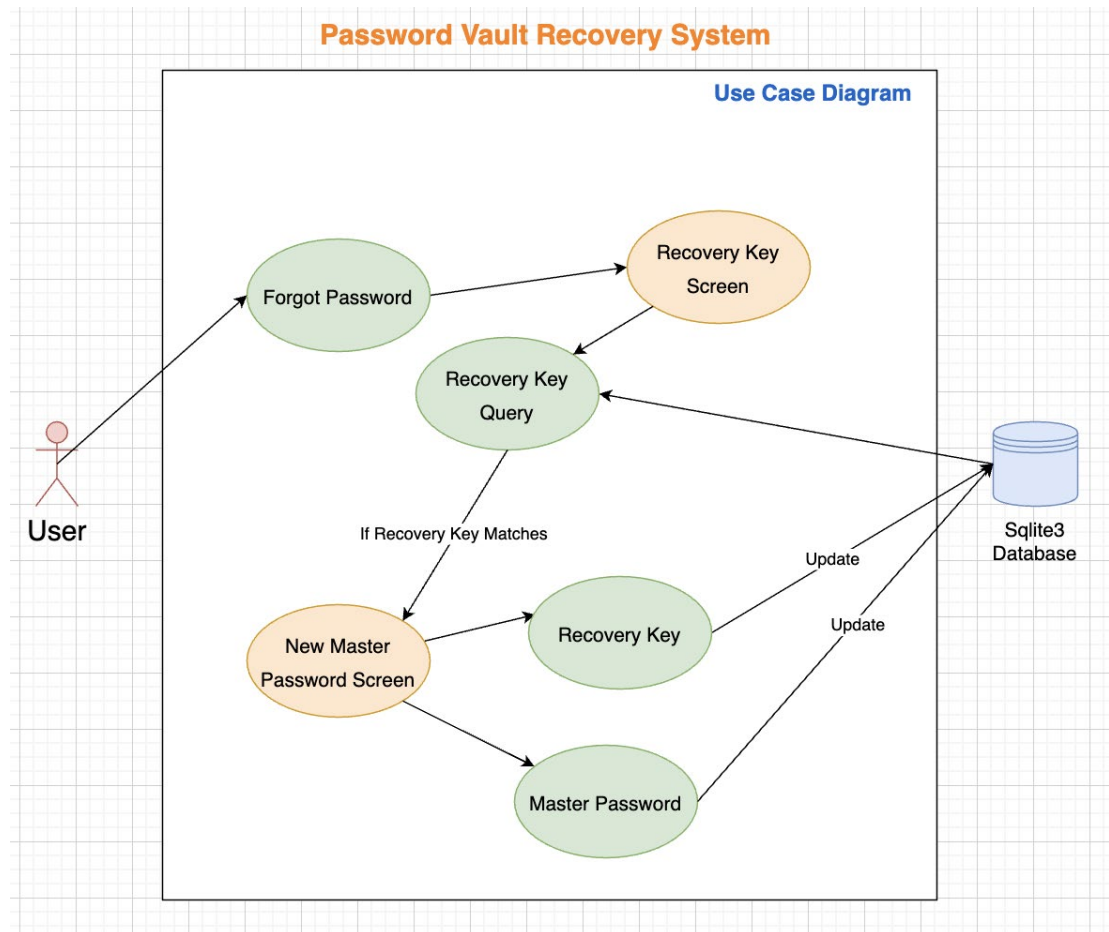 Password Vault Recovery System
Use Case Diagram
Recovery Key
Screen
Forgot Password
Recovery Key
Query
User
Sqlite3
Database
If Recovery Key Matches
Update
Update
Recovery Key
New Master
Password Screen
Master Password